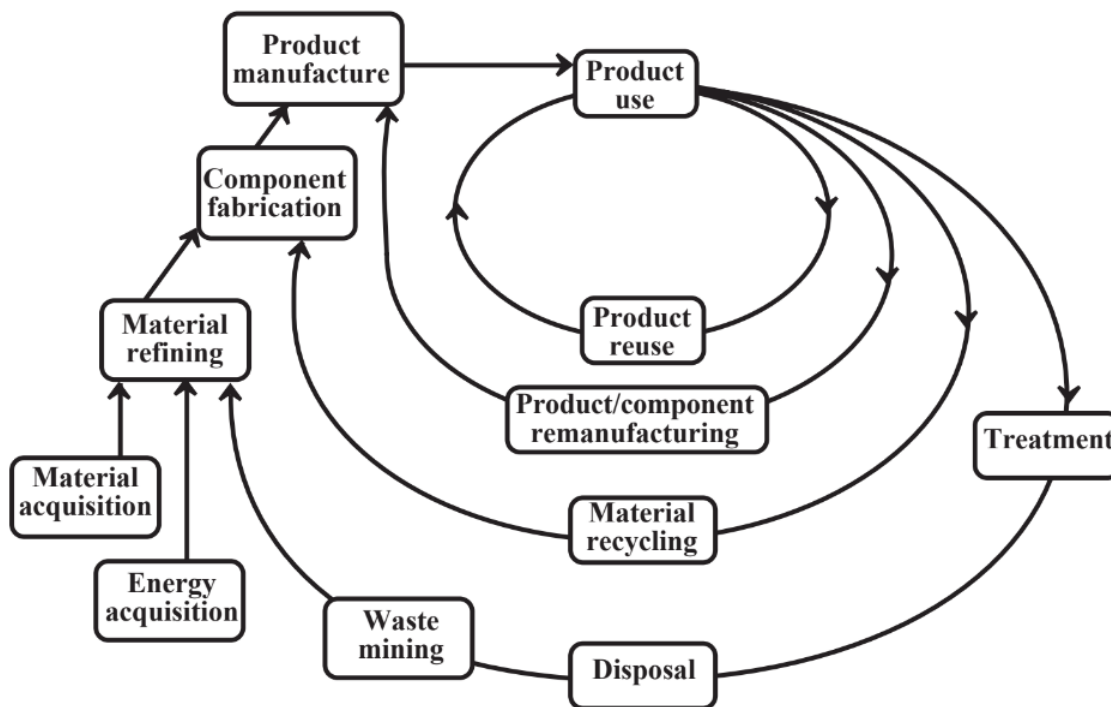 Product
manufacture
Product
use
Component
fabrication
Material
refining
Product
reuse
Product/component
remanufacturing
Treatment
Material
acquisition
Material
recycling
Energy
acquisition
Waste
mining
Disposal